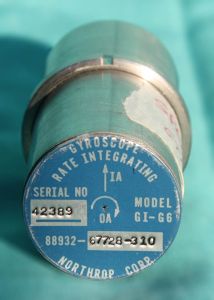 GYROSCOPE
RATE INTEGRATING
IA
SERIAL NO
42389
OA
MODEL
GI-G6
88932-67728-310
NORTHROP CORP.